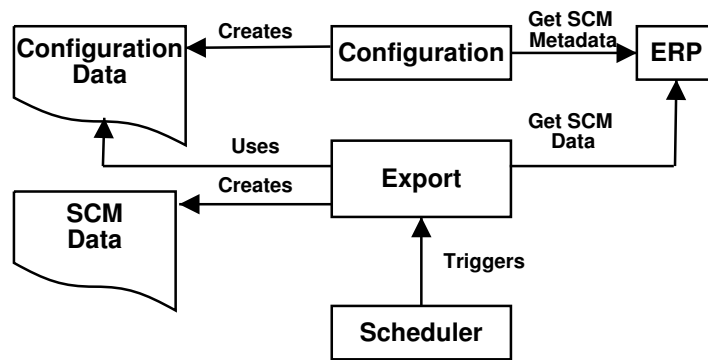 Configuration
Data
Creates
Configuration
Get SCM
Metadata
ERP
Uses
Get SCM
Data
Export
Creates
SCM
Data
Triggers
Scheduler